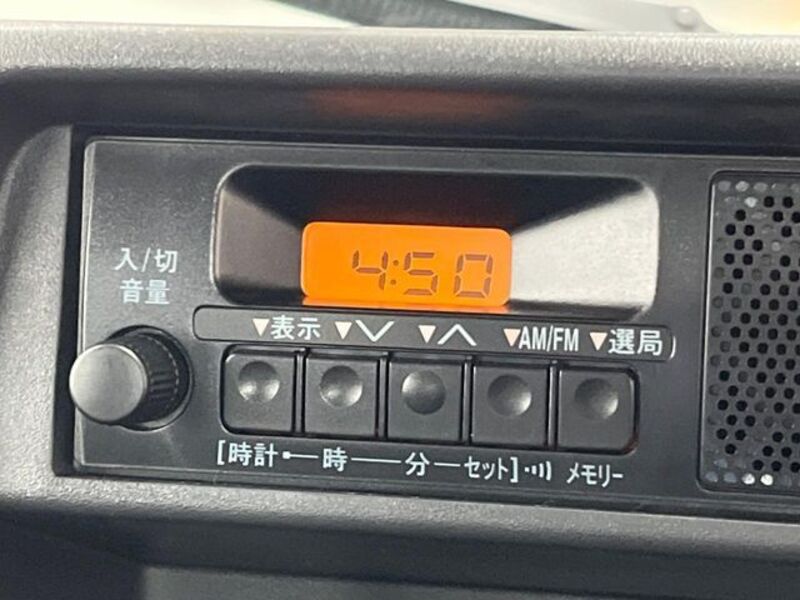 4:50
入/切
音量
▼表示 ▼∨ ▼∧ ▼AM/FM ▼選局
[時計 時 分 セット] メモリー